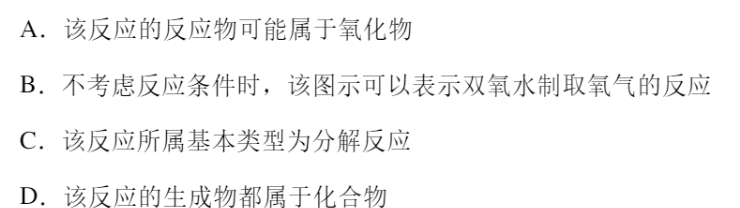 A．该反应的反应物可能属于氧化物
B．不考虑反应条件时，该图示可以表示双氧水制取氧气的反应
C．该反应所属基本类型为分解反应
D．该反应的生成物都属于化合物